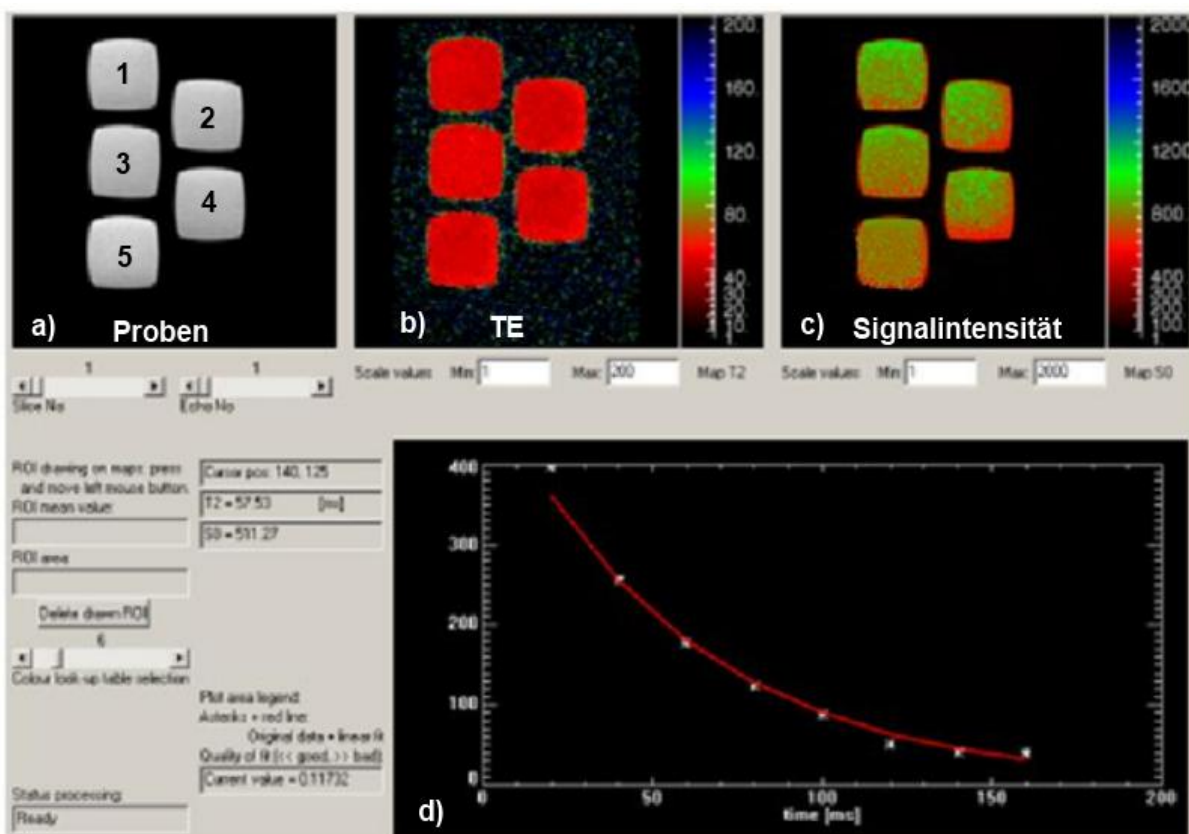 1
2
3
4
5
a) Proben
200.
160.
120.
80.
40.
b) TE
2000
1600
1200
800
400
100
c) Signalintensität
1
1
Slice No
Echo No
Scale values Min: 1 Max: 200 Map T2
Scale values Min: 1 Max: 2000 Map S0
ROI drawing on maps: press
and move left mouse button.
ROI mean value:
ROI area
Delete drawn ROI
6
Colour look-up table selection
Status processing:
Ready
Cursor pos: 140, 125
T2 = 57.53 [ms]
S0 = 511.27
Plot area legend:
Asteriks + red line:
Original data + linear fit
Quality of fit (<< good, >> bad)
Current value = 0.11732
400
300
200
100
0
0 50 100 150 200
time [ms]
d)